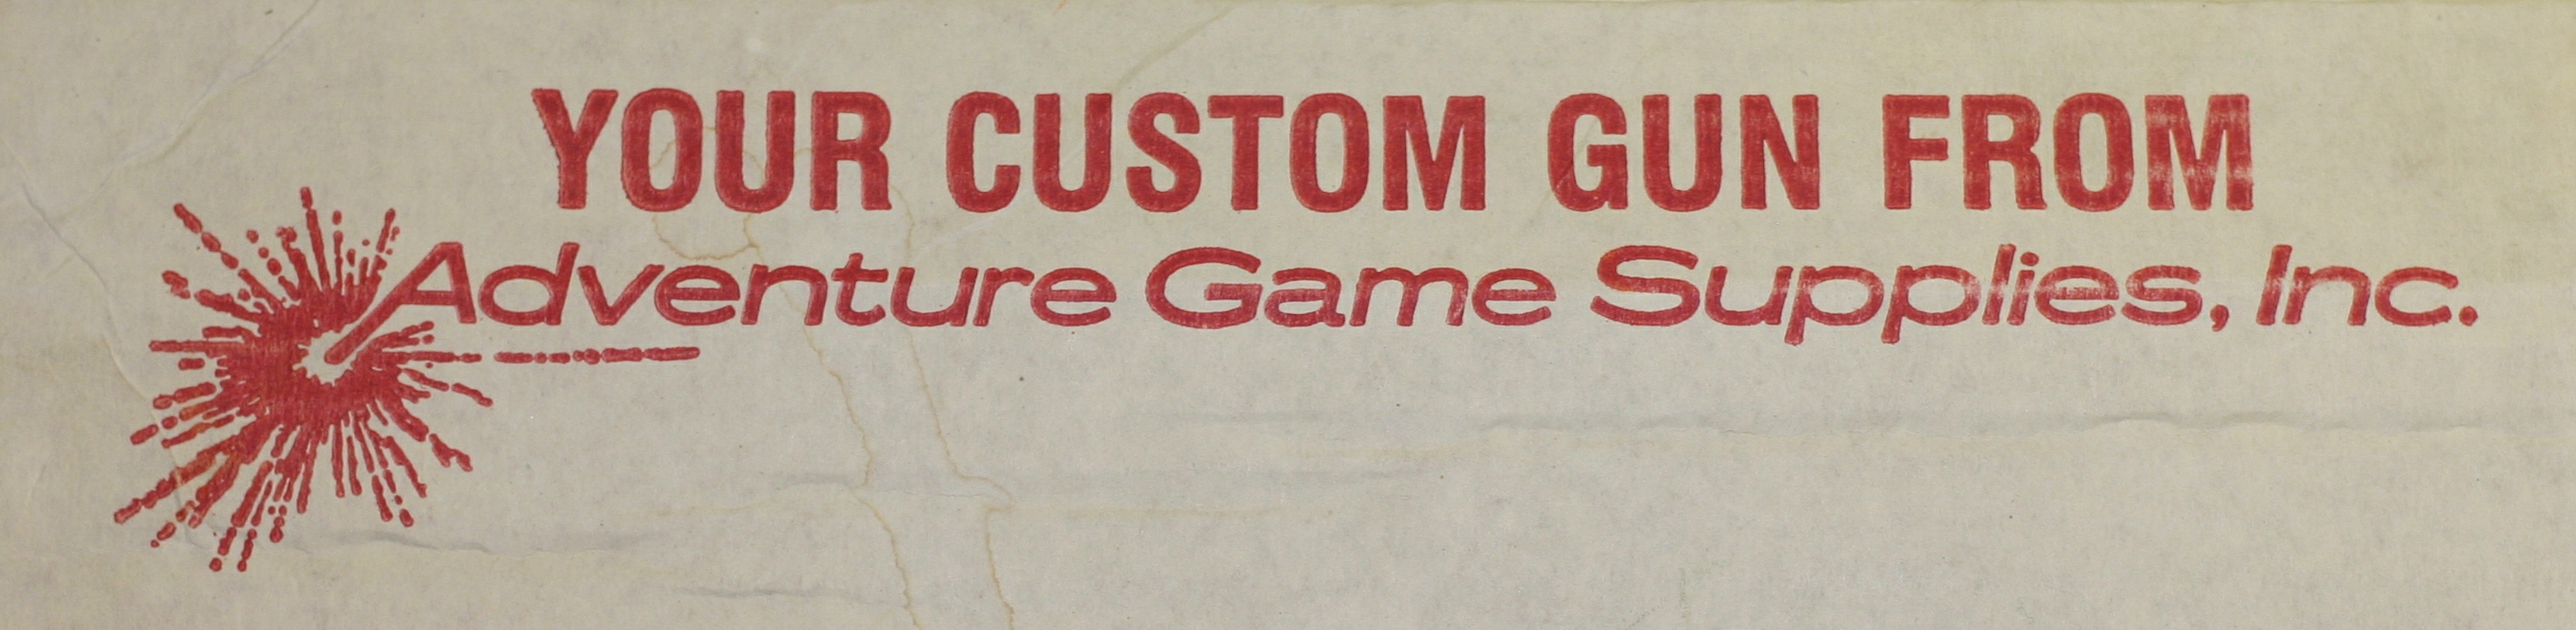 YOUR CUSTOM GUN FROM
Adventure Game Supplies, Inc.